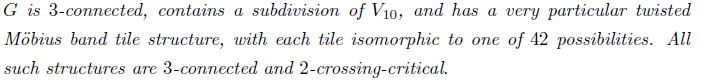 G is 3-connected, contains a subdivision of V₁₀, and has a very particular twisted
Möbius band tile structure, with each tile isomorphic to one of 42 possibilities. All
such structures are 3-connected and 2-crossing-critical.